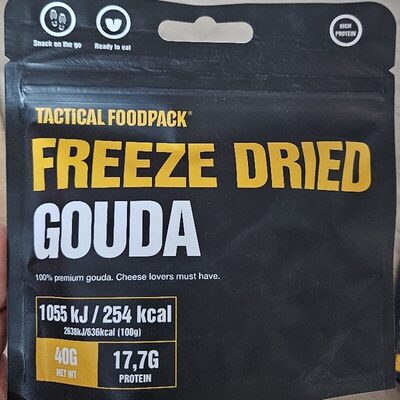 Snack on the go
Ready to eat
HIGH
PROTEIN
TACTICAL FOODPACK®
FREEZE DRIED
GOUDA
100% premium gouda. Cheese lovers must have.
1055 kJ / 254 kcal
2638kJ/636kcal (100g)
40G
NET WT
17,7G
PROTEIN